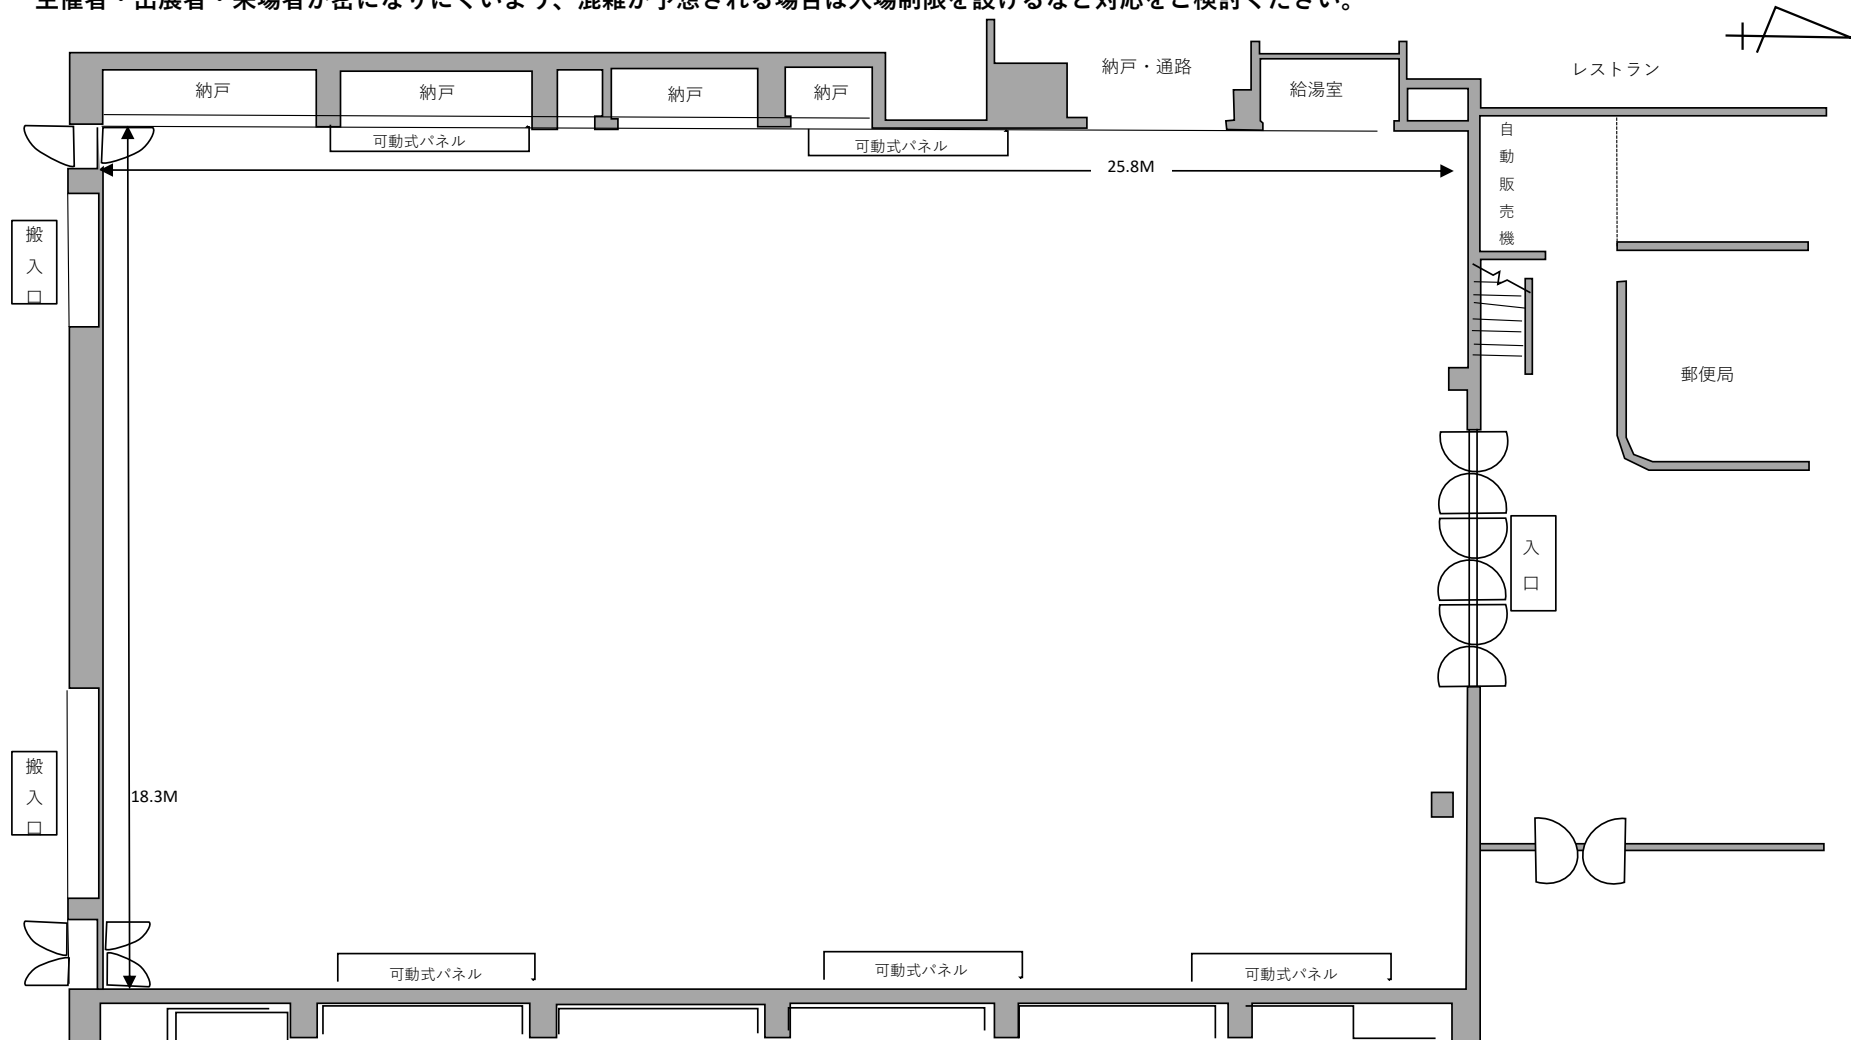 主催者・出展者・来場者が密になりにくいよう、混雑が予想される場合は入場制限を設けるなど対応をご検討ください。
納戸・通路
レストラン
納戸
納戸
納戸
納戸
給湯室
自動販売機
可動式パネル
可動式パネル
25.8M
搬入口
郵便局
入口
搬入口
18.3M
可動式パネル
可動式パネル
可動式パネル